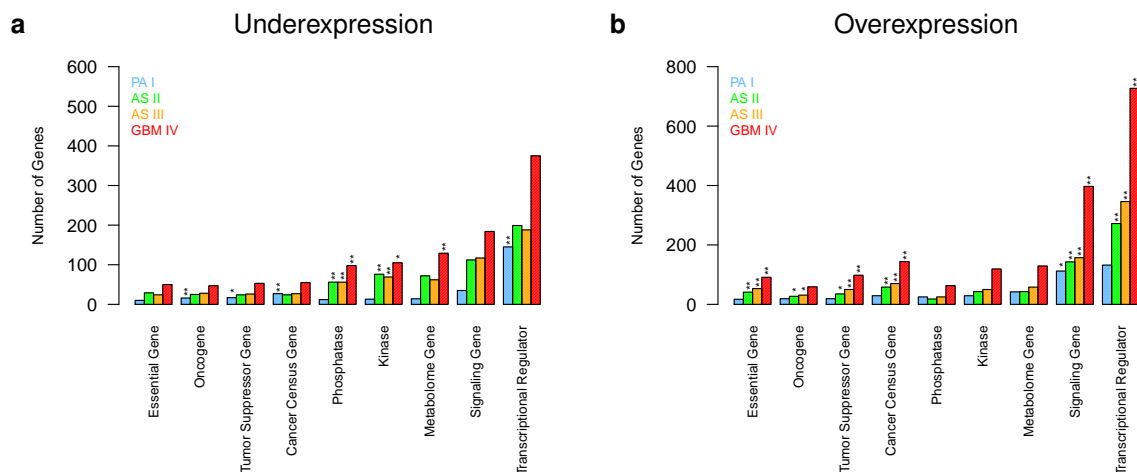 a
Underexpression
Number of Genes
600
500
400
300
200
100
0
PA I
AS II
AS III
GBM IV
**
*
**
**
**
**
**
**
*
**
**
Essential Gene
Oncogene
Tumor Suppressor Gene
Cancer Census Gene
Phosphatase
Kinase
Metabolome Gene
Signaling Gene
Transcriptional Regulator
b
Overexpression
Number of Genes
800
600
400
200
0
PA I
AS II
AS III
GBM IV
**
**
**
*
*
*
**
**
**
**
**
*
**
**
**
**
**
**
Essential Gene
Oncogene
Tumor Suppressor Gene
Cancer Census Gene
Phosphatase
Kinase
Metabolome Gene
Signaling Gene
Transcriptional Regulator